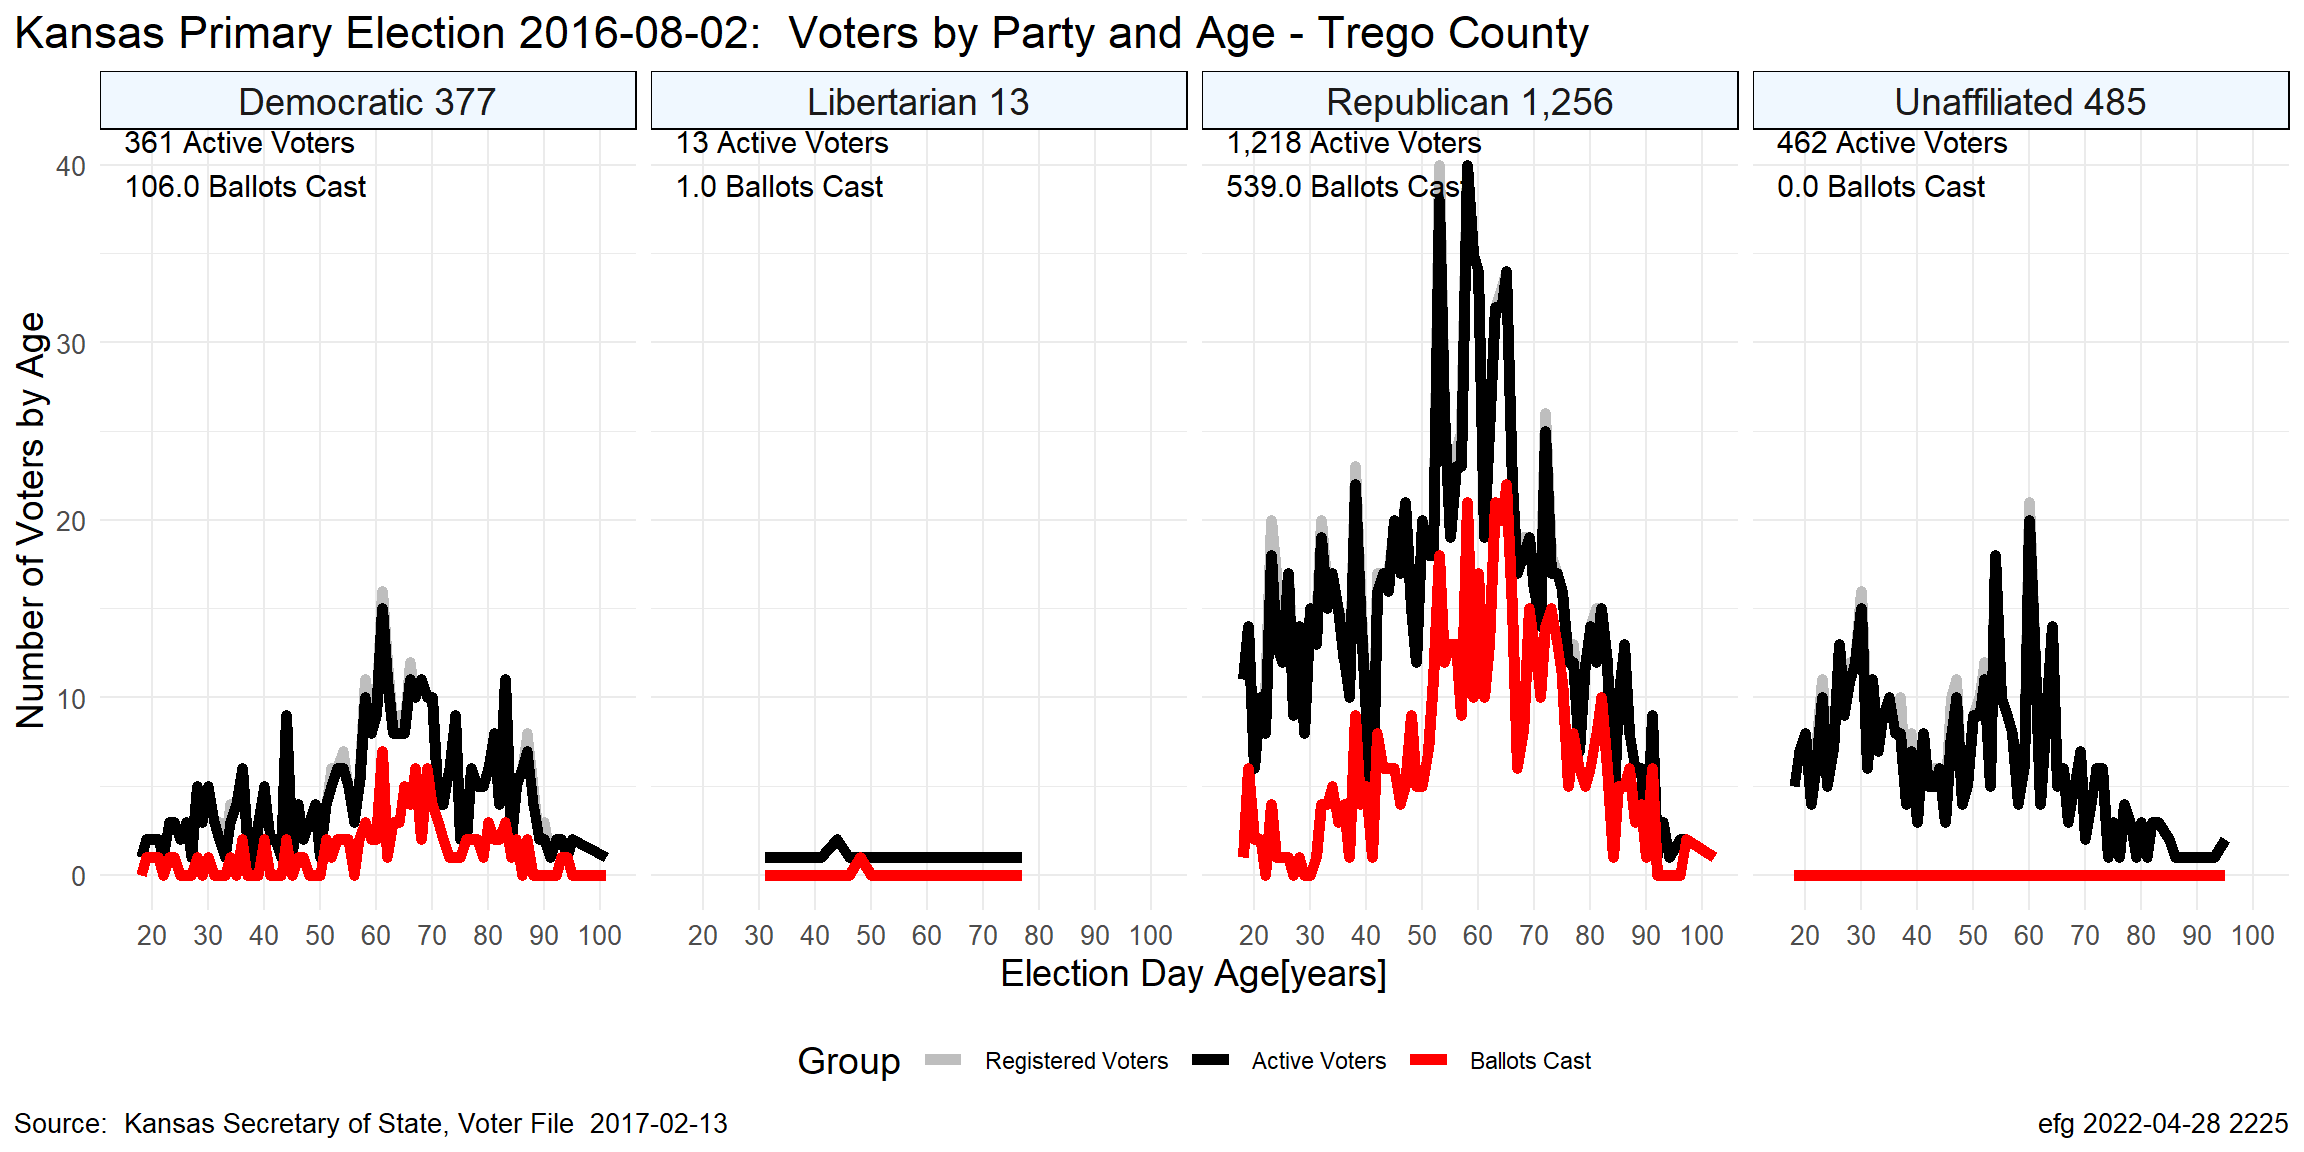 Kansas Primary Election 2016-08-02:  Voters by Party and Age - Trego County
Democratic 377
Libertarian 13
Republican 1,256
Unaffiliated 485
361 Active Voters
106.0 Ballots Cast
13 Active Voters
1.0 Ballots Cast
1,218 Active Voters
539.0 Ballots Cast
462 Active Voters
0.0 Ballots Cast
Number of Voters by Age
40
30
20
10
0
20 30 40 50 60 70 80 90 100
20 30 40 50 60 70 80 90 100
20 30 40 50 60 70 80 90 100
20 30 40 50 60 70 80 90 100
Election Day Age[years]
Group Registered Voters Active Voters Ballots Cast
Source:  Kansas Secretary of State, Voter File  2017-02-13
efg 2022-04-28 2225